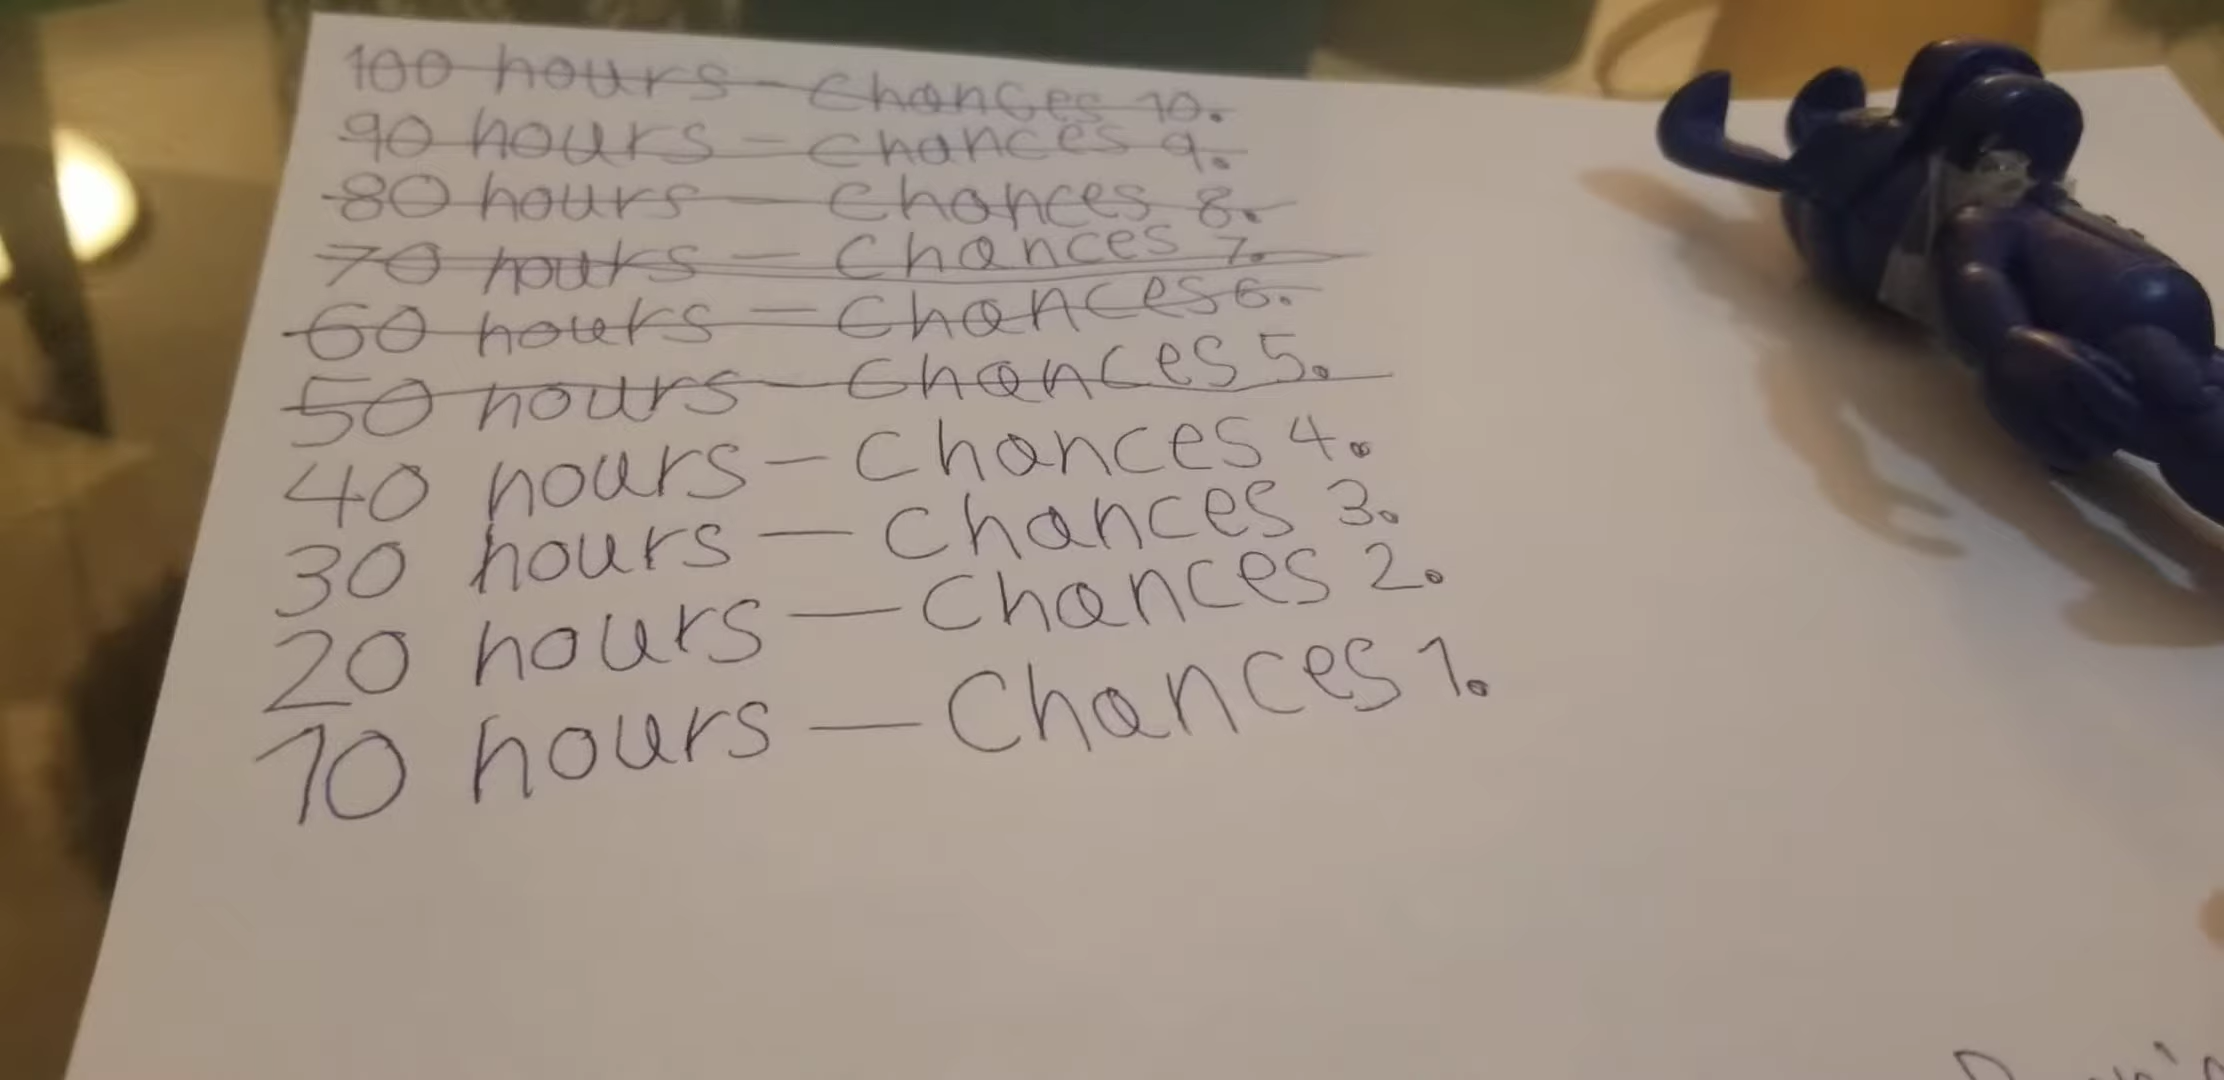 100 hours - Chances 10.
90 hours - Chances 9.
80 hours - Chances 8.
70 hours - Chances 7.
60 hours - Chances 6.
50 hours - Chances 5.
40 hours - Chances 4.
30 hours - Chances 3.
20 hours - Chances 2.
10 hours - Chances 1.